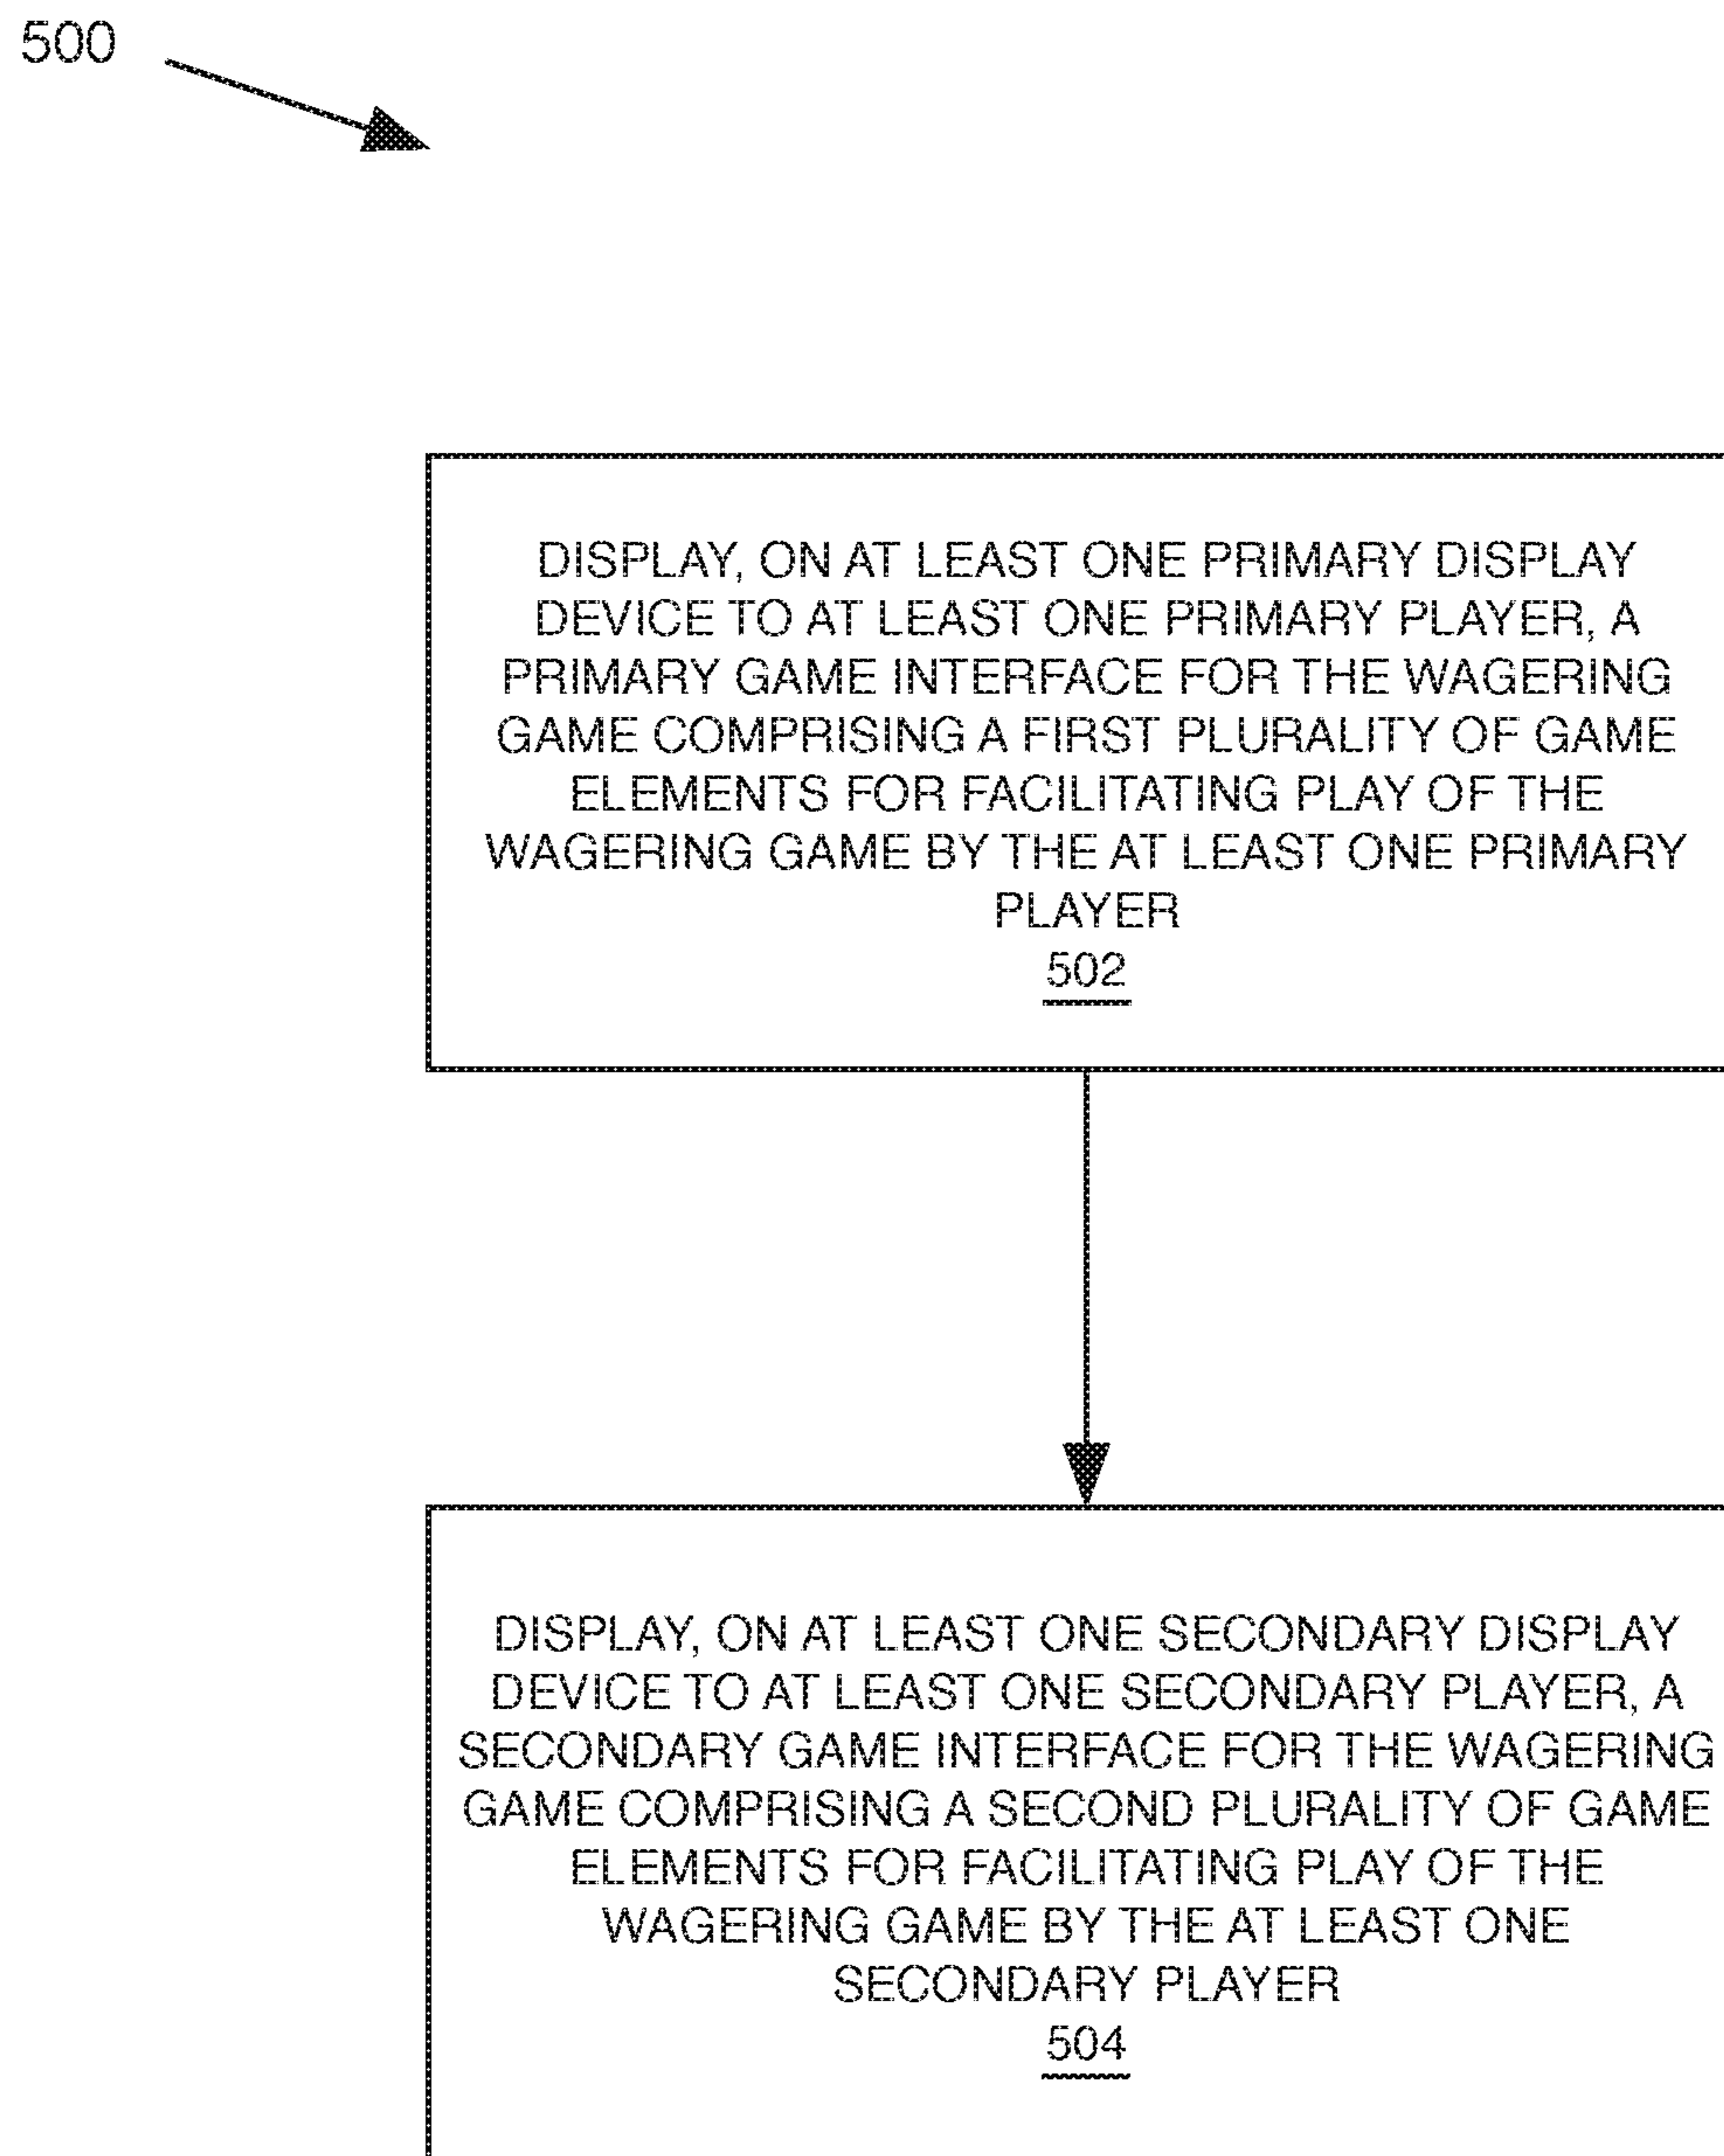 500
DISPLAY, ON AT LEAST ONE PRIMARY DISPLAY
DEVICE TO AT LEAST ONE PRIMARY PLAYER, A
PRIMARY GAME INTERFACE FOR THE WAGERING
GAME COMPRISING A FIRST PLURALITY OF GAME
ELEMENTS FOR FACILITATING PLAY OF THE
WAGERING GAME BY THE AT LEAST ONE PRIMARY
PLAYER
502
DISPLAY, ON AT LEAST ONE SECONDARY DISPLAY
DEVICE TO AT LEAST ONE SECONDARY PLAYER, A
SECONDARY GAME INTERFACE FOR THE WAGERING
GAME COMPRISING A SECOND PLURALITY OF GAME
ELEMENTS FOR FACILITATING PLAY OF THE
WAGERING GAME BY THE AT LEAST ONE
SECONDARY PLAYER
504